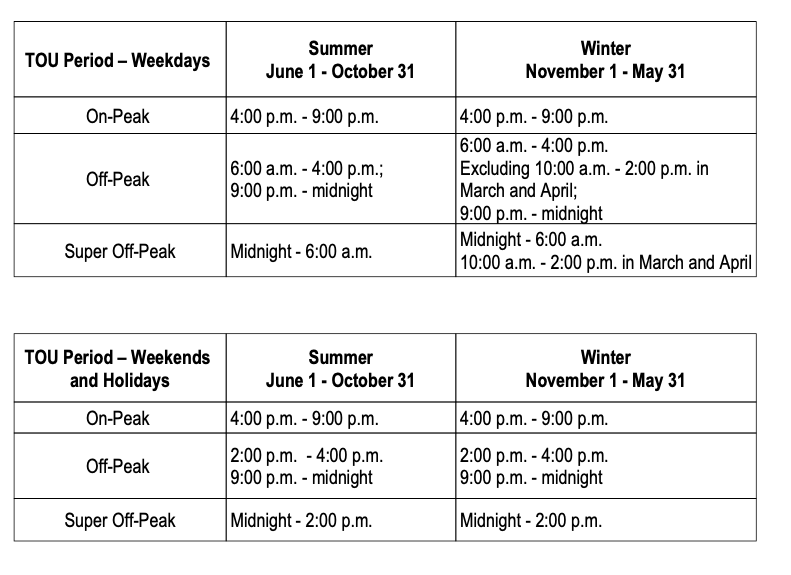 TOU Period – Weekdays
Summer
June 1 - October 31
Winter
November 1 - May 31
On-Peak
4:00 p.m. - 9:00 p.m.
4:00 p.m. - 9:00 p.m.
Off-Peak
6:00 a.m. - 4:00 p.m.;
9:00 p.m. - midnight
6:00 a.m. - 4:00 p.m.
Excluding 10:00 a.m. - 2:00 p.m. in
March and April;
9:00 p.m. - midnight
Super Off-Peak
Midnight - 6:00 a.m.
Midnight - 6:00 a.m.
10:00 a.m. - 2:00 p.m. in March and April
TOU Period – Weekends
and Holidays
Summer
June 1 - October 31
Winter
November 1 - May 31
On-Peak
4:00 p.m. - 9:00 p.m.
4:00 p.m. - 9:00 p.m.
Off-Peak
2:00 p.m.  - 4:00 p.m.
9:00 p.m. - midnight
2:00 p.m. - 4:00 p.m.
9:00 p.m. - midnight
Super Off-Peak
Midnight - 2:00 p.m.
Midnight - 2:00 p.m.